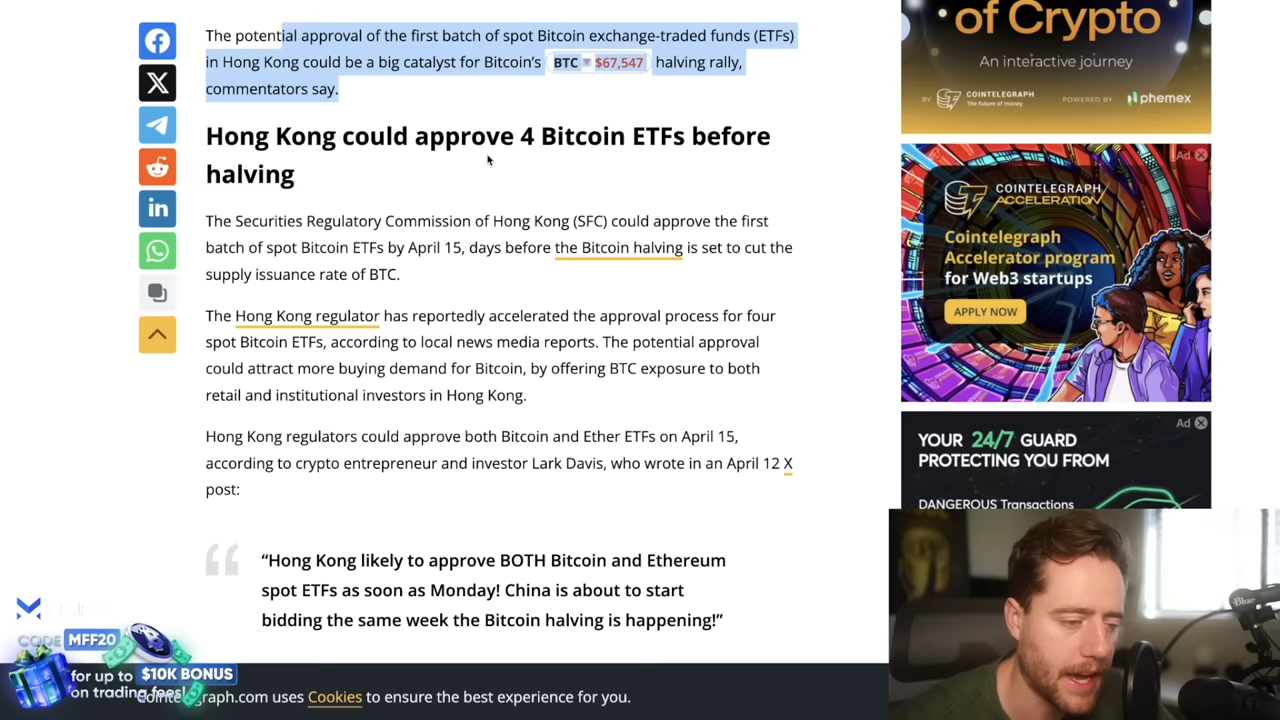 The potential approval of the first batch of spot Bitcoin exchange-traded funds (ETFs)
in Hong Kong could be a big catalyst for Bitcoin’s BTC $67,547 halving rally,
commentators say.
Hong Kong could approve 4 Bitcoin ETFs before
halving
The Securities Regulatory Commission of Hong Kong (SFC) could approve the first
batch of spot Bitcoin ETFs by April 15, days before the Bitcoin halving is set to cut the
supply issuance rate of BTC.
The Hong Kong regulator has reportedly accelerated the approval process for four
spot Bitcoin ETFs, according to local news media reports. The potential approval
could attract more buying demand for Bitcoin, by offering BTC exposure to both
retail and institutional investors in Hong Kong.
Hong Kong regulators could approve both Bitcoin and Ether ETFs on April 15,
according to crypto entrepreneur and investor Lark Davis, who wrote in an April 12 X
post:
“Hong Kong likely to approve BOTH Bitcoin and Ethereum
spot ETFs as soon as Monday! China is about to start
bidding the same week the Bitcoin halving is happening!”
CODE MFF20
for up to $10K BONUS
on trading fees!
graph.com uses Cookies to ensure the best experience for you.
of Crypto
An interactive journey
BY COINTELEGRAPH
The future of money
POWERED BY phemex
Ad
COINTELEGRAPH
ACCELERATION
Cointelegraph
Accelerator program
for Web3 startups
APPLY NOW
Ad
YOUR 24/7 GUARD
PROTECTING YOU FROM
DANGEROUS Transactions
Blue